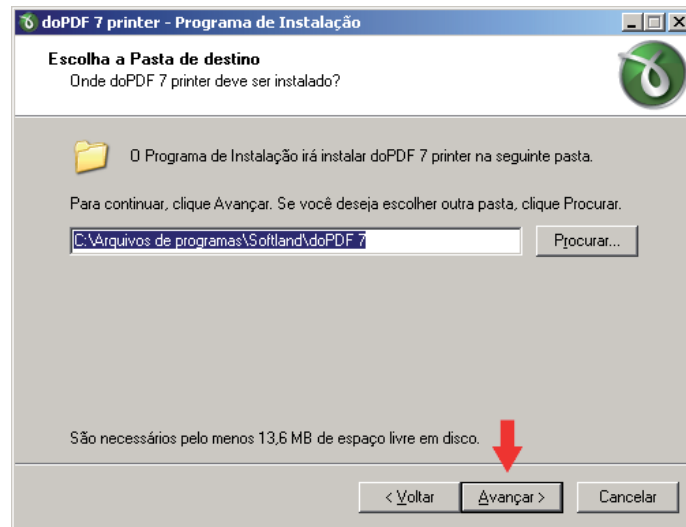 doPDF 7 printer - Programa de Instalação
Escolha a Pasta de destino
Onde doPDF 7 printer deve ser instalado?
O Programa de Instalação irá instalar doPDF 7 printer na seguinte pasta.
Para continuar, clique Avançar. Se você deseja escolher outra pasta, clique Procurar.
C:\Arquivos de programas\Softland\doPDF 7
Procurar...
São necessários pelo menos 13,6 MB de espaço livre em disco.
< Voltar
Avançar >
Cancelar